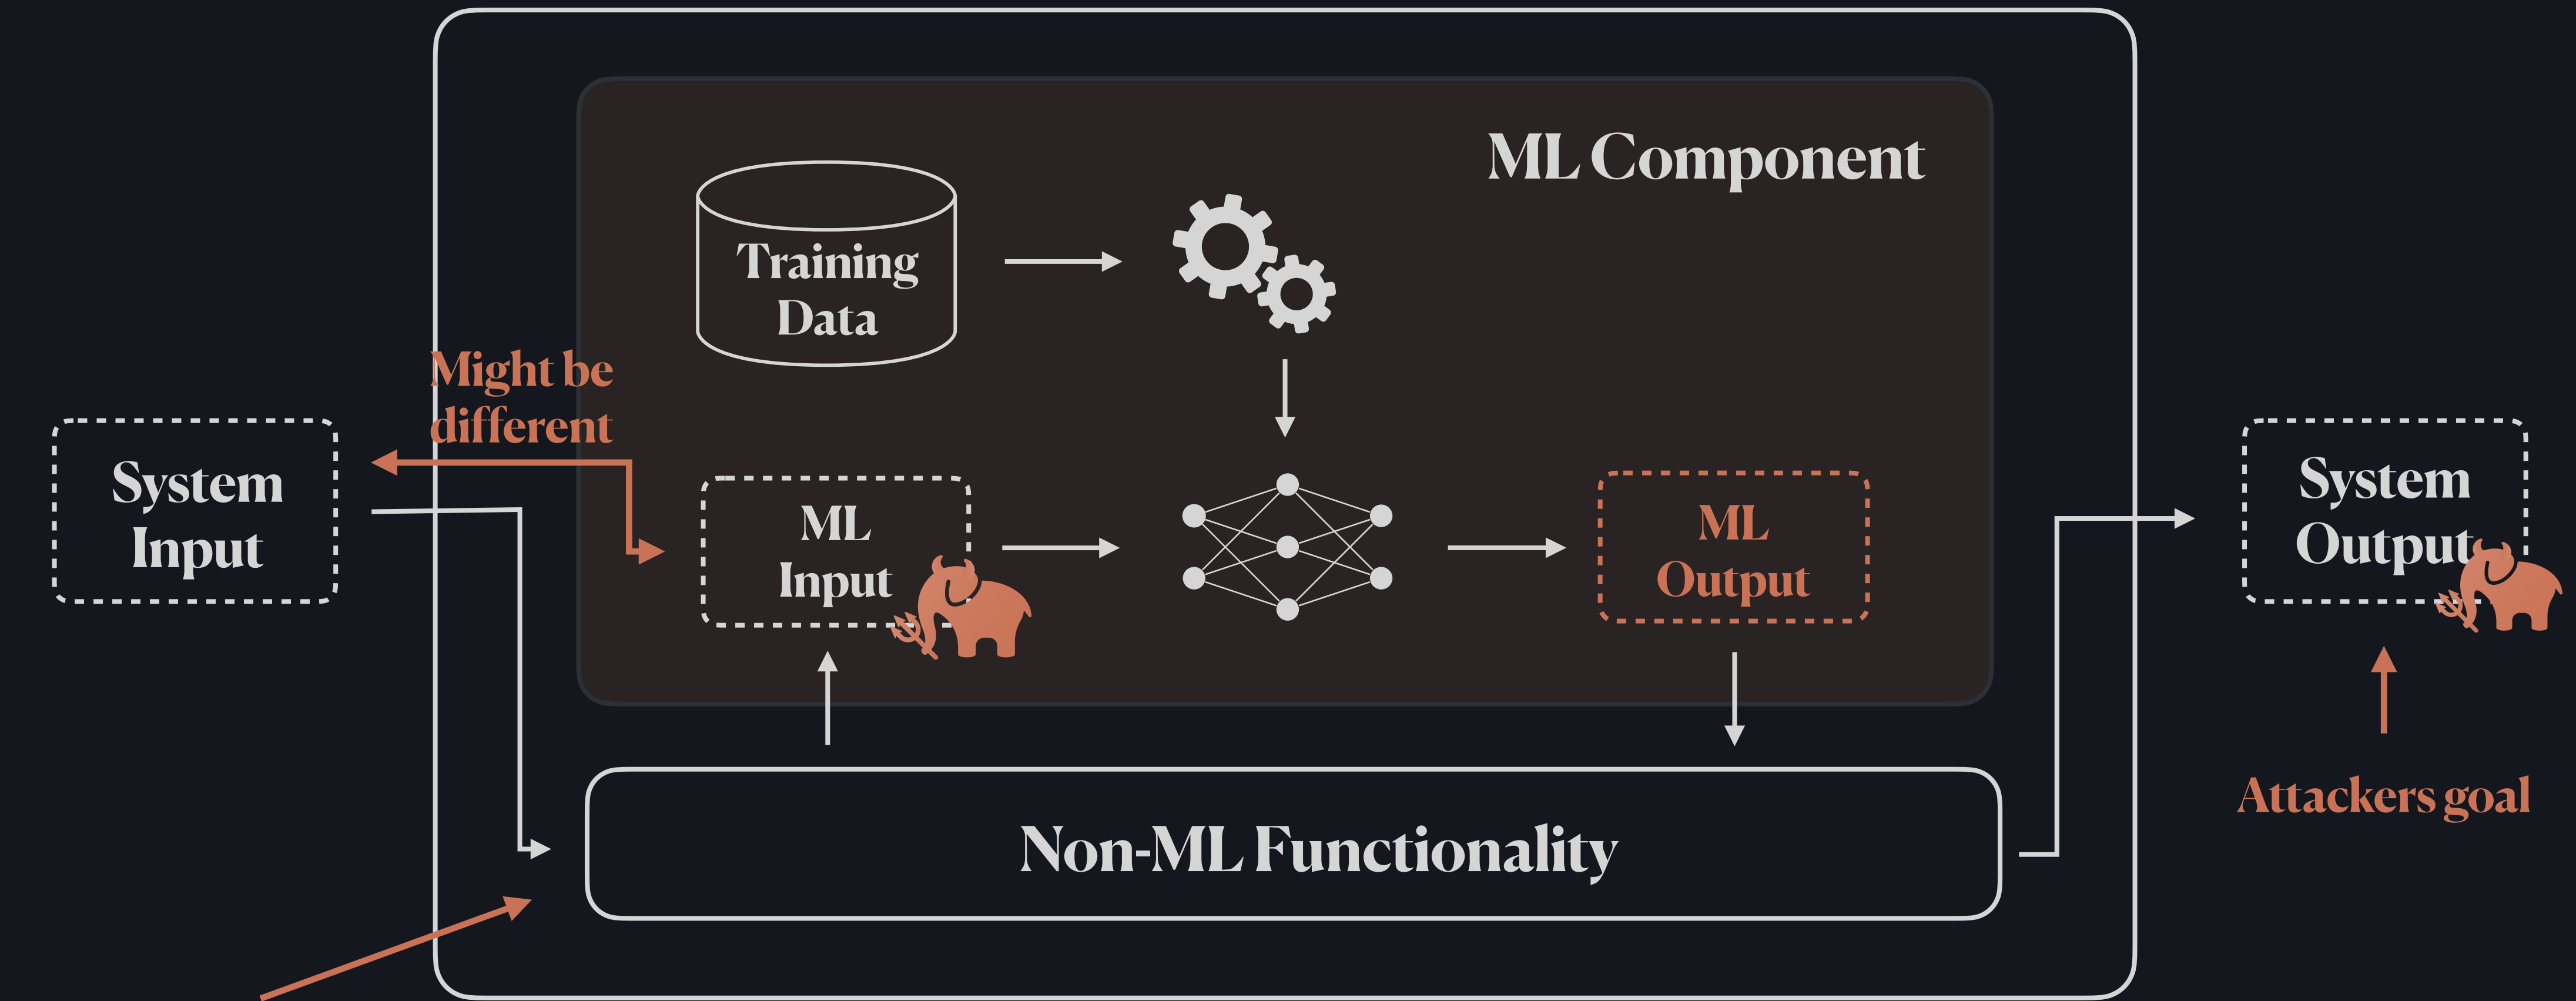 ML Component
Training
Data
Might be
different
System
Input
ML
Input
ML
Output
System
Output
Non-ML Functionality
Attackers goal